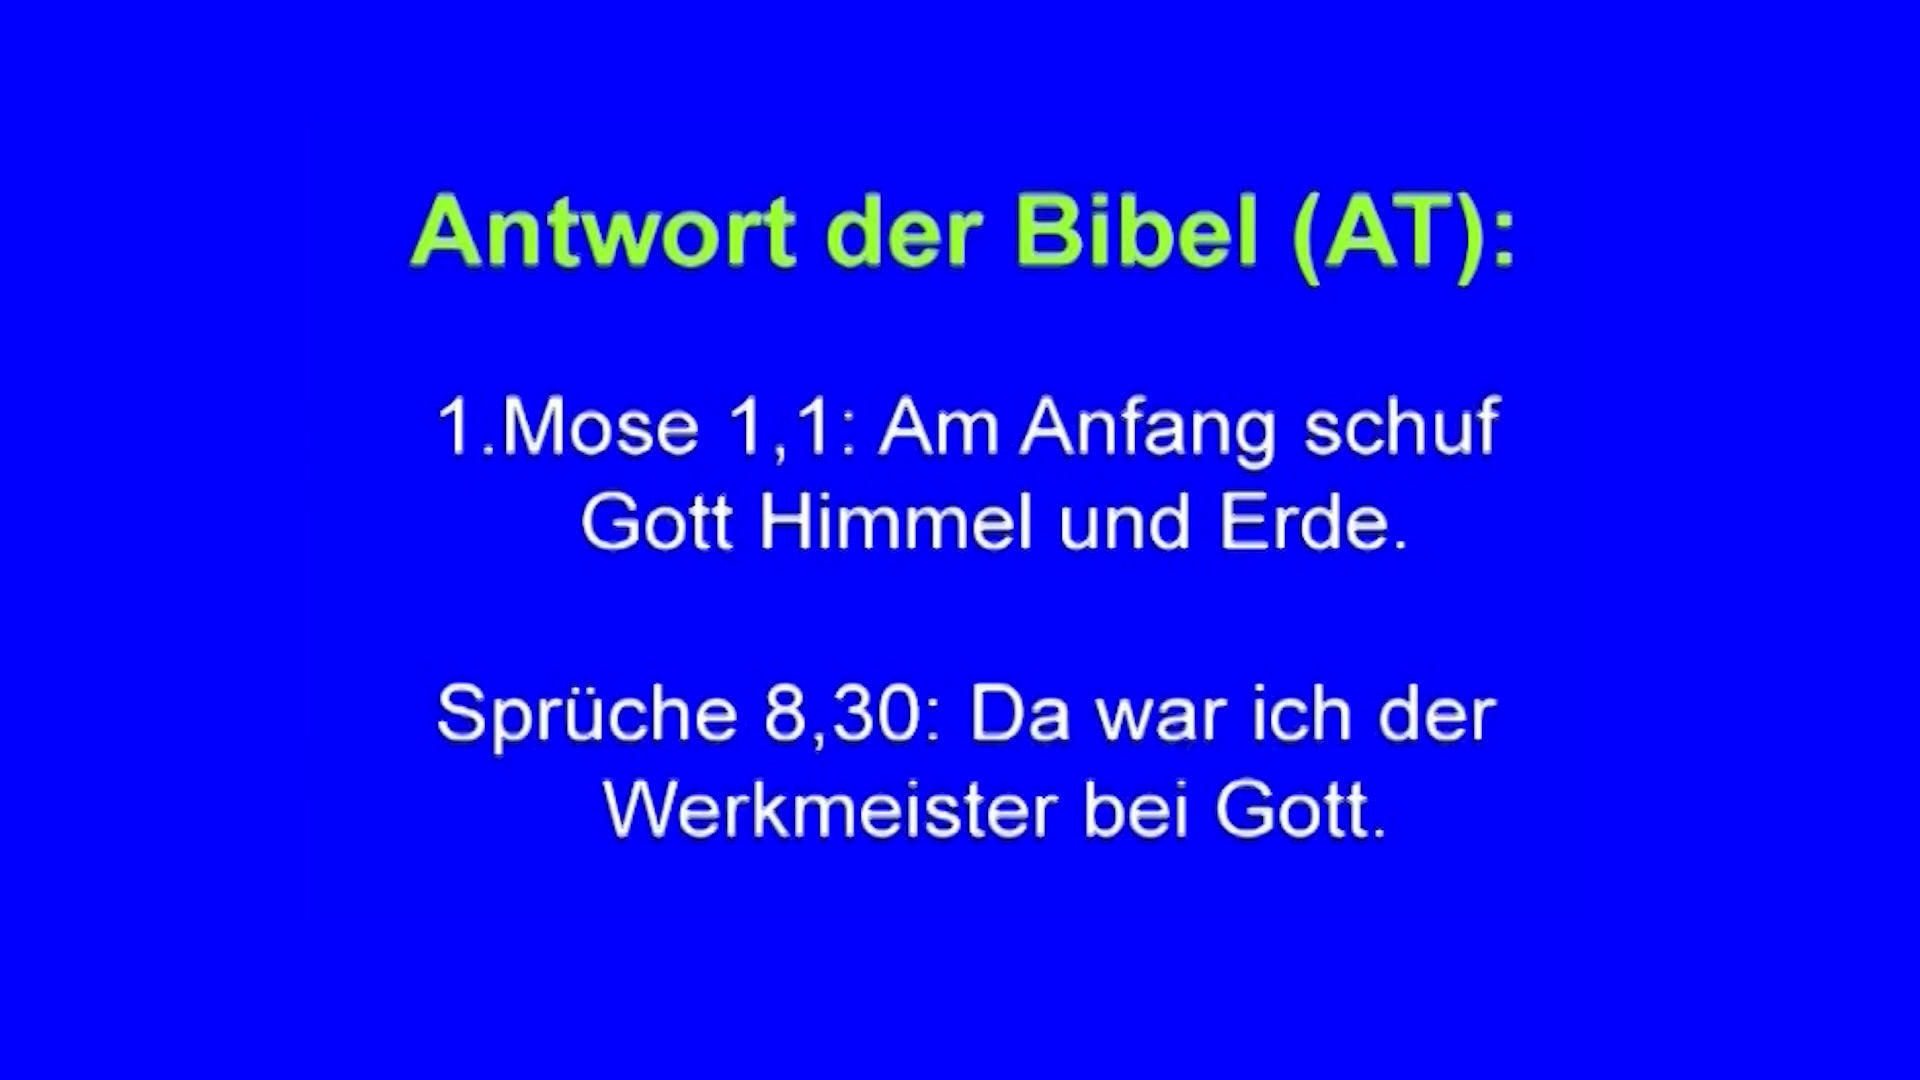 Antwort der Bibel (AT):
1.Mose 1,1: Am Anfang schuf
Gott Himmel und Erde.
Sprüche 8,30: Da war ich der
Werkmeister bei Gott.